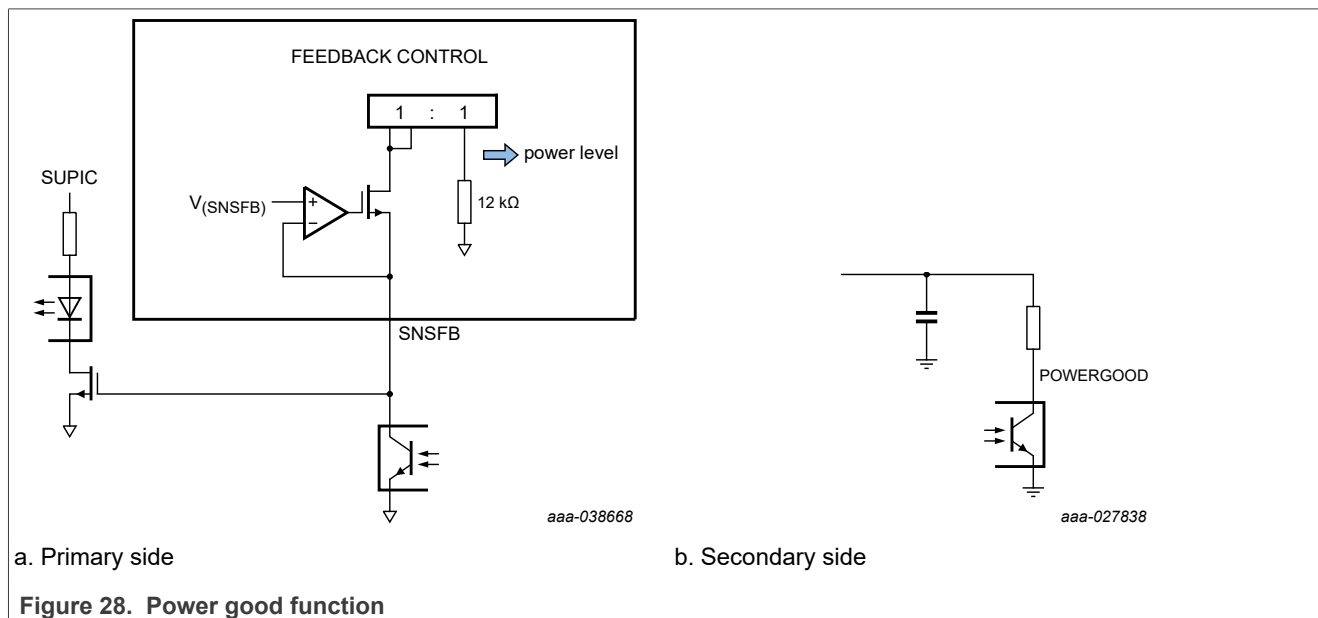 FEEDBACK CONTROL
1 : 1
power level
SUPIC
V(SNSFB)
+
-
12 kΩ
SNSFB
POWERGOOD
aaa-038668
aaa-027838
a. Primary side
b. Secondary side
Figure 28. Power good function